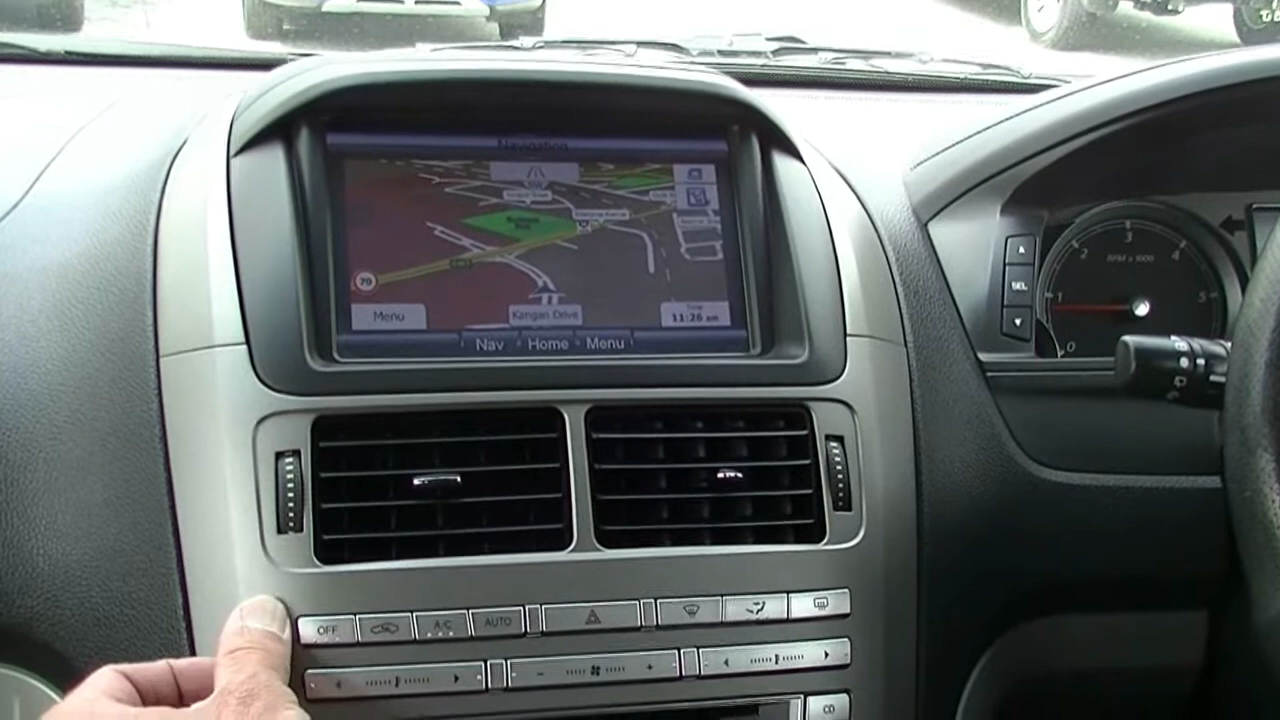 Navigation
70
Menu
Kangan Drive
11:26 am
Nav Home Menu
OFF
A/C
AUTO
CD
SEL
0
1
2
3
4
5
RPM x 1000